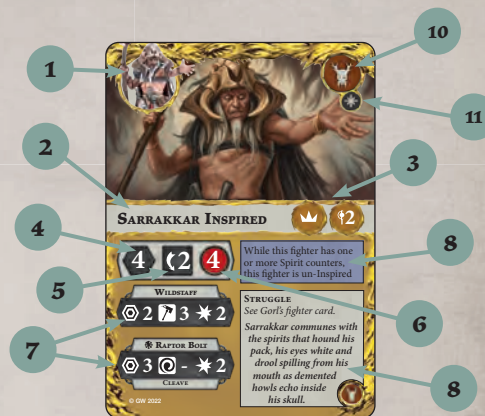 10
1
11
2
3
SARRAKKAR INSPIRED
2
4
4 2 4
While this fighter has one
or more Spirit counters,
this fighter is un-Inspired
8
5
WILDSTAFF
2 3 2
6
STRUGGLE
See Gorl's fighter card.
Sarrakkar communes with
the spirits that hound his
pack, his eyes white and
drool spilling from his
mouth as demented
howls echo inside
his skull.
7
RAPTOR BOLT
3 - 2
CLEAVE
8
© GW 2022